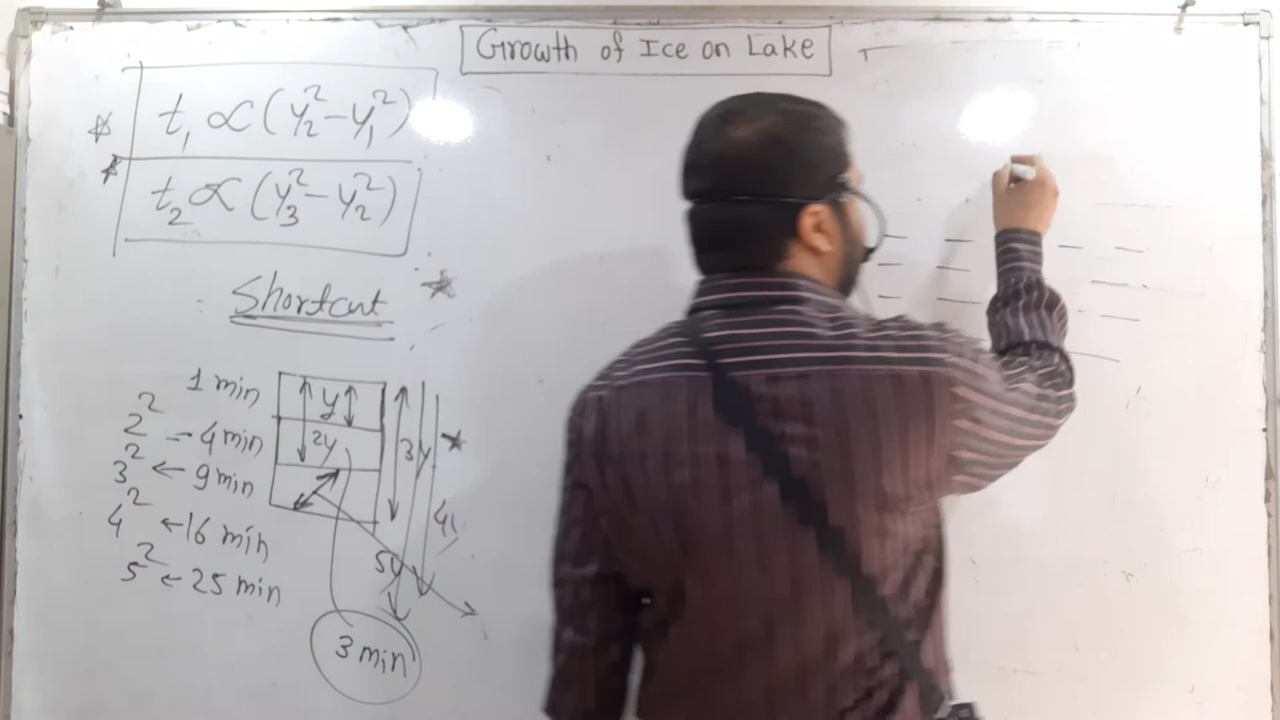 Growth of Ice on Lake
t₁ ∝ (y₂² − y₁²)
t₂ ∝ (y₃² − y₂²)
Shortcut
1 min
y
2² – 4 min
2y
3y
3² ← 9 min
4² ← 16 min
4y
5² ← 25 min
5y
3 min